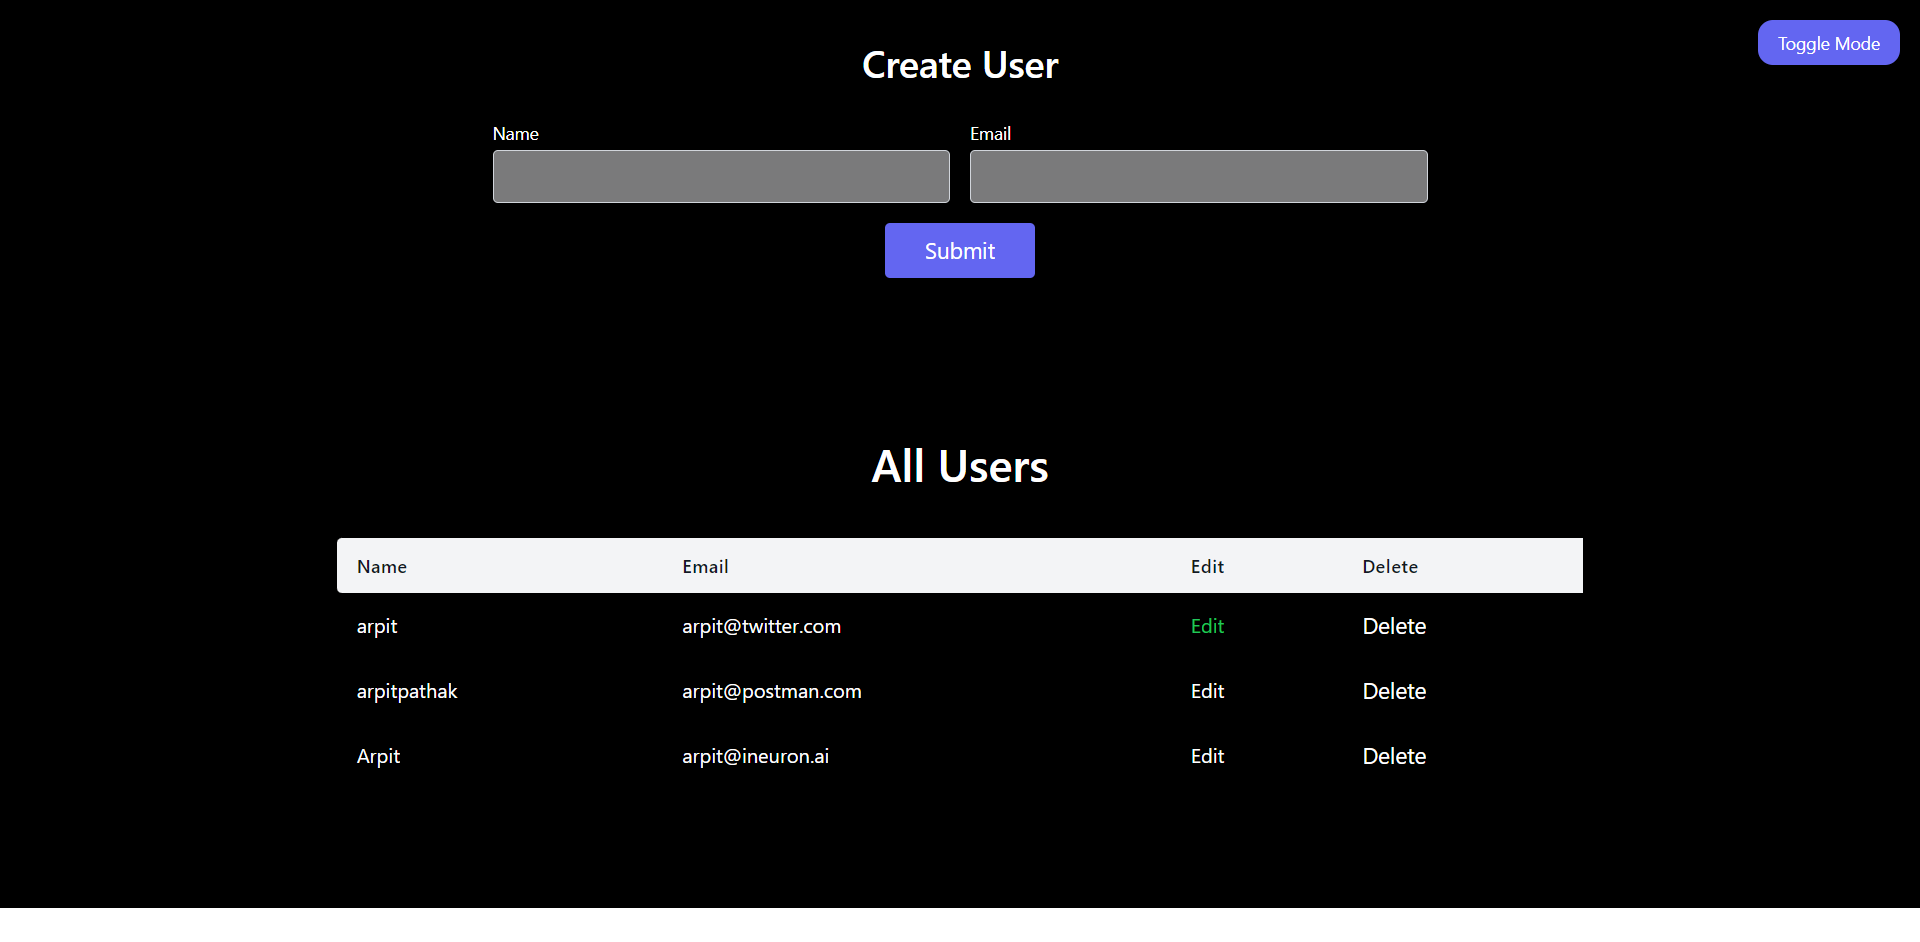 Toggle Mode
Create User
Name Email
Submit
All Users
Name Email Edit Delete
arpit arpit@twitter.com Edit Delete
arpitpathak arpit@postman.com Edit Delete
Arpit arpit@ineuron.ai Edit Delete